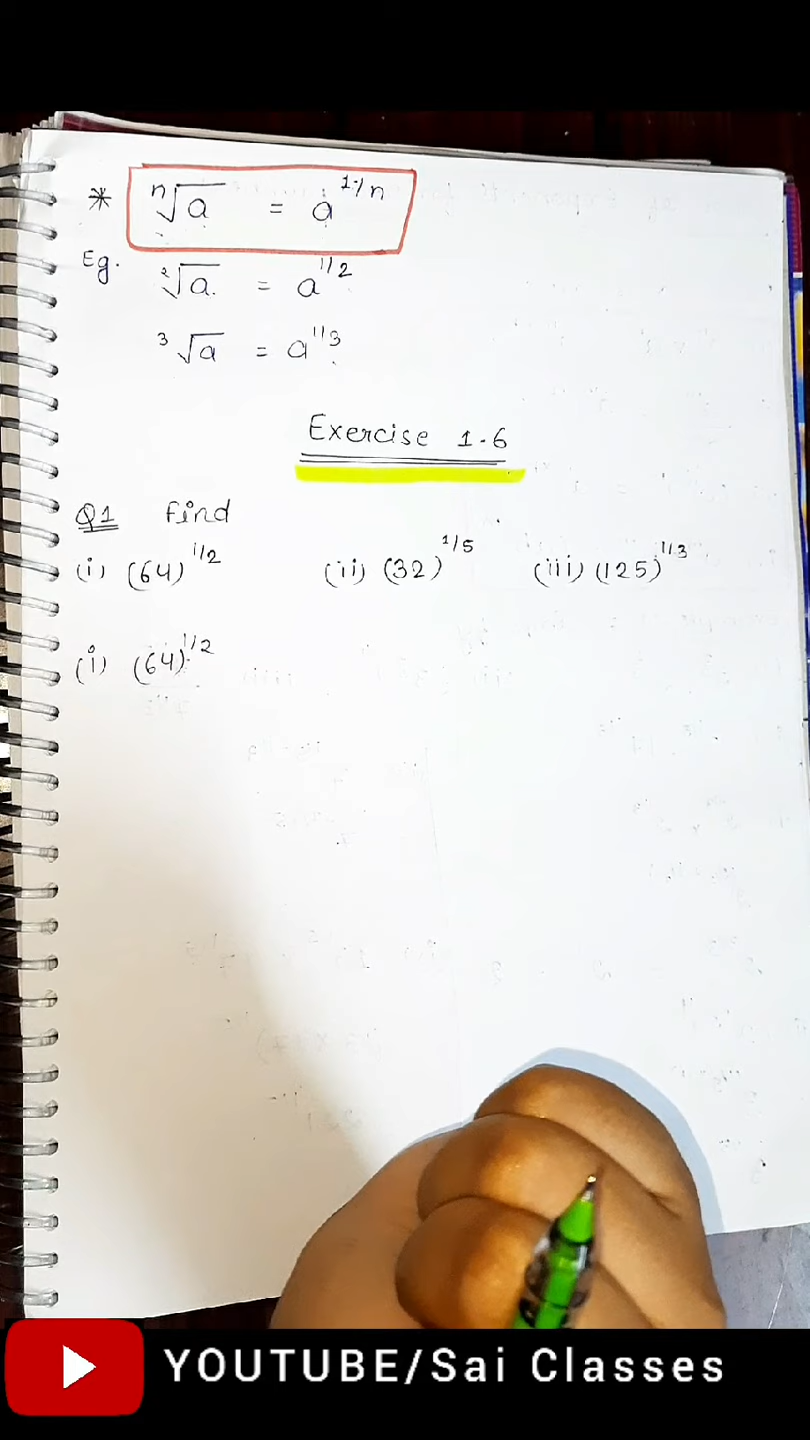 * ⁿ√a = a^1/n
Eg. ²√a = a^1/2
³√a = a^1/3
Exercise 1.6
Q1 Find
(i) (64)^1/2 (ii) (32)^1/5 (iii) (125)^1/3
(i) (64)^1/2
YOUTUBE/Sai Classes